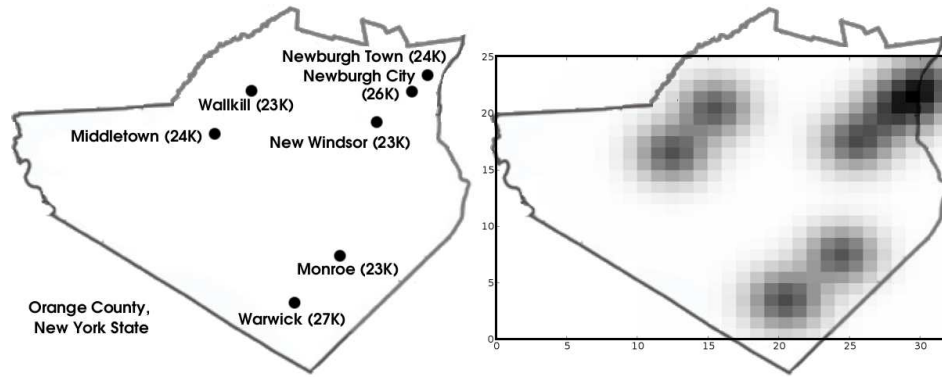 Newburgh Town (24K)
Newburgh City
(26K)
Wallkill (23K)
Middletown (24K)
New Windsor (23K)
Monroe (23K)
Warwick (27K)
Orange County,
New York State
25
20
15
10
5
0
0 5 10 15 20 25 30